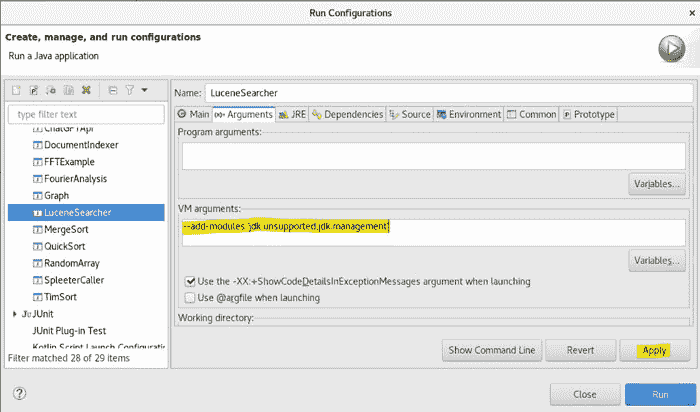 Run Configurations
Create, manage, and run configurations
Run a Java application
Name: LuceneSearcher
type filter text
Main (x)= Arguments JRE Dependencies Source Environment Common Prototype
ChatGPTApi
DocumentIndexer
FFTExample
FourierAnalysis
Graph
LuceneSearcher
MergeSort
QuickSort
RandomArray
SpleeterCaller
TimSort
JUnit
JUnit Plug-in Test
Kotlin Script Launch Configuratio
Filter matched 28 of 29 items
Program arguments:
Variables...
VM arguments:
--add-modules 'jdk.unsupported,jdk.management'
Variables...
Use the -XX:+ShowCodeDetailsInExceptionMessages argument when launching
Use @argfile when launching
Working directory:
Show Command Line Revert Apply
Close Run